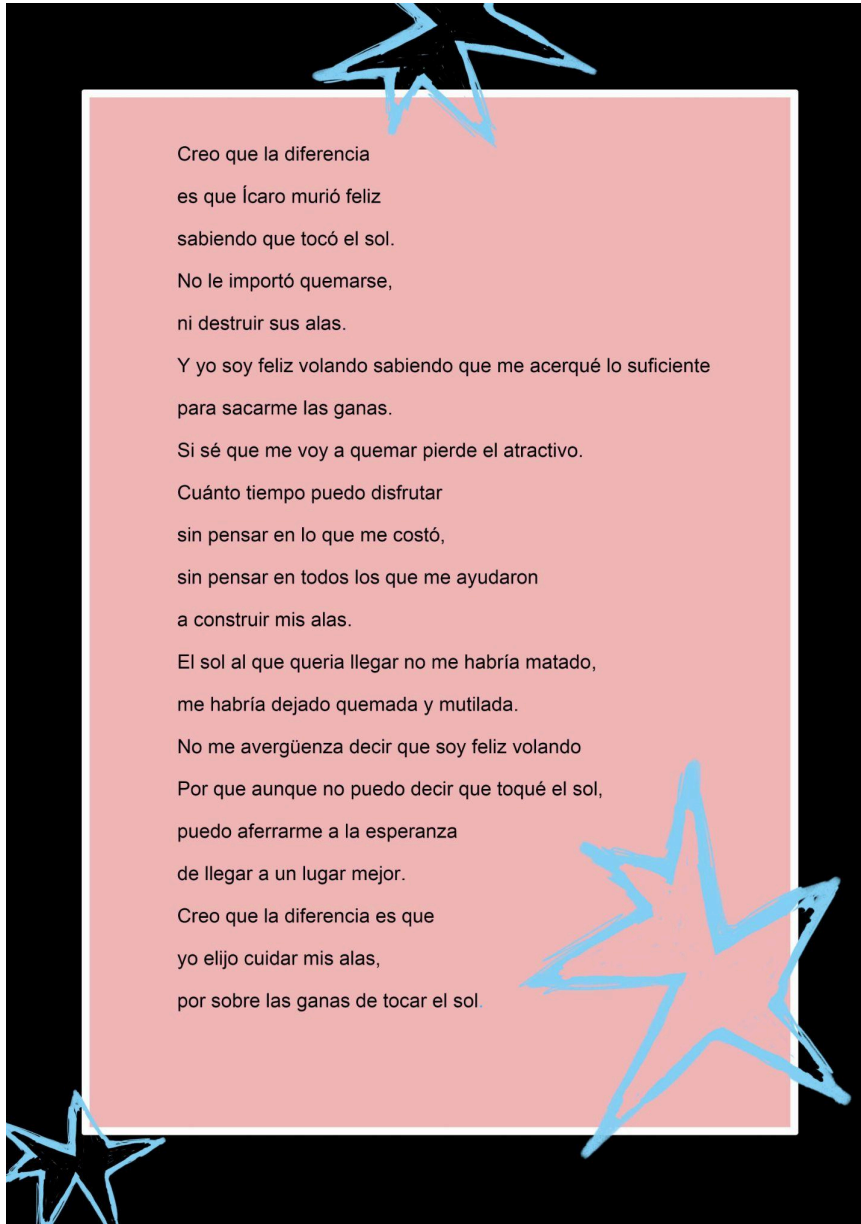 Creo que la diferencia
es que Ícaro murió feliz
sabiendo que tocó el sol.
No le importó quemarse,
ni destruir sus alas.
Y yo soy feliz volando sabiendo que me acerqué lo suficiente
para sacarme las ganas.
Si sé que me voy a quemar pierde el atractivo.
Cuánto tiempo puedo disfrutar
sin pensar en lo que me costó,
sin pensar en todos los que me ayudaron
a construir mis alas.
El sol al que queria llegar no me habría matado,
me habría dejado quemada y mutilada.
No me avergüenza decir que soy feliz volando
Por que aunque no puedo decir que toqué el sol,
puedo aferrarme a la esperanza
de llegar a un lugar mejor.
Creo que la diferencia es que
yo elijo cuidar mis alas,
por sobre las ganas de tocar el sol.